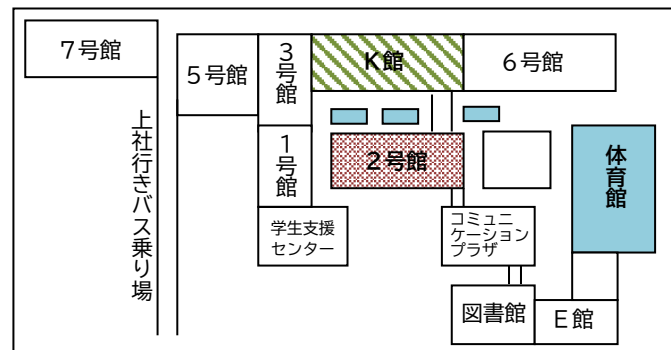 7号館
5号館
3号館
K館
6号館
上社行きバス乗り場
1号館
2号館
体育館
学生支援
センター
コミュニ
ケーション
プラザ
図書館
E館